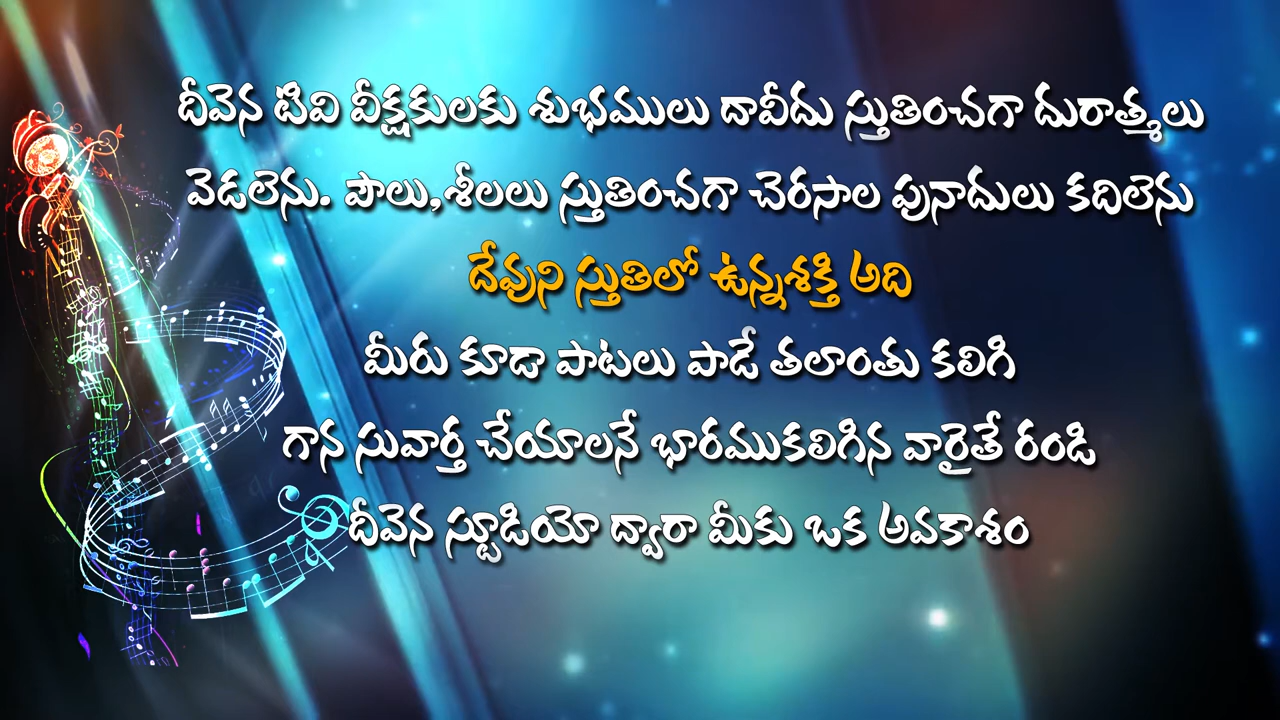 దీవెన టివి వీక్షకులకు శుభములు దావీదు స్తుతించగా దురాత్మలు
వెడలెను. పౌలు,శీలలు స్తుతించగా చెరసాల పునాదులు కదిలెను
దేవుని స్తుతిలో ఉన్నశక్తి అది
మీరు కూడా పాటలు పాడే తలాంతు కలిగి
గాన సువార్త చేయాలనే భారముకలిగిన వారైతే రండి
దీవెన స్టూడియో ద్వారా మీకు ఒక అవకాశం